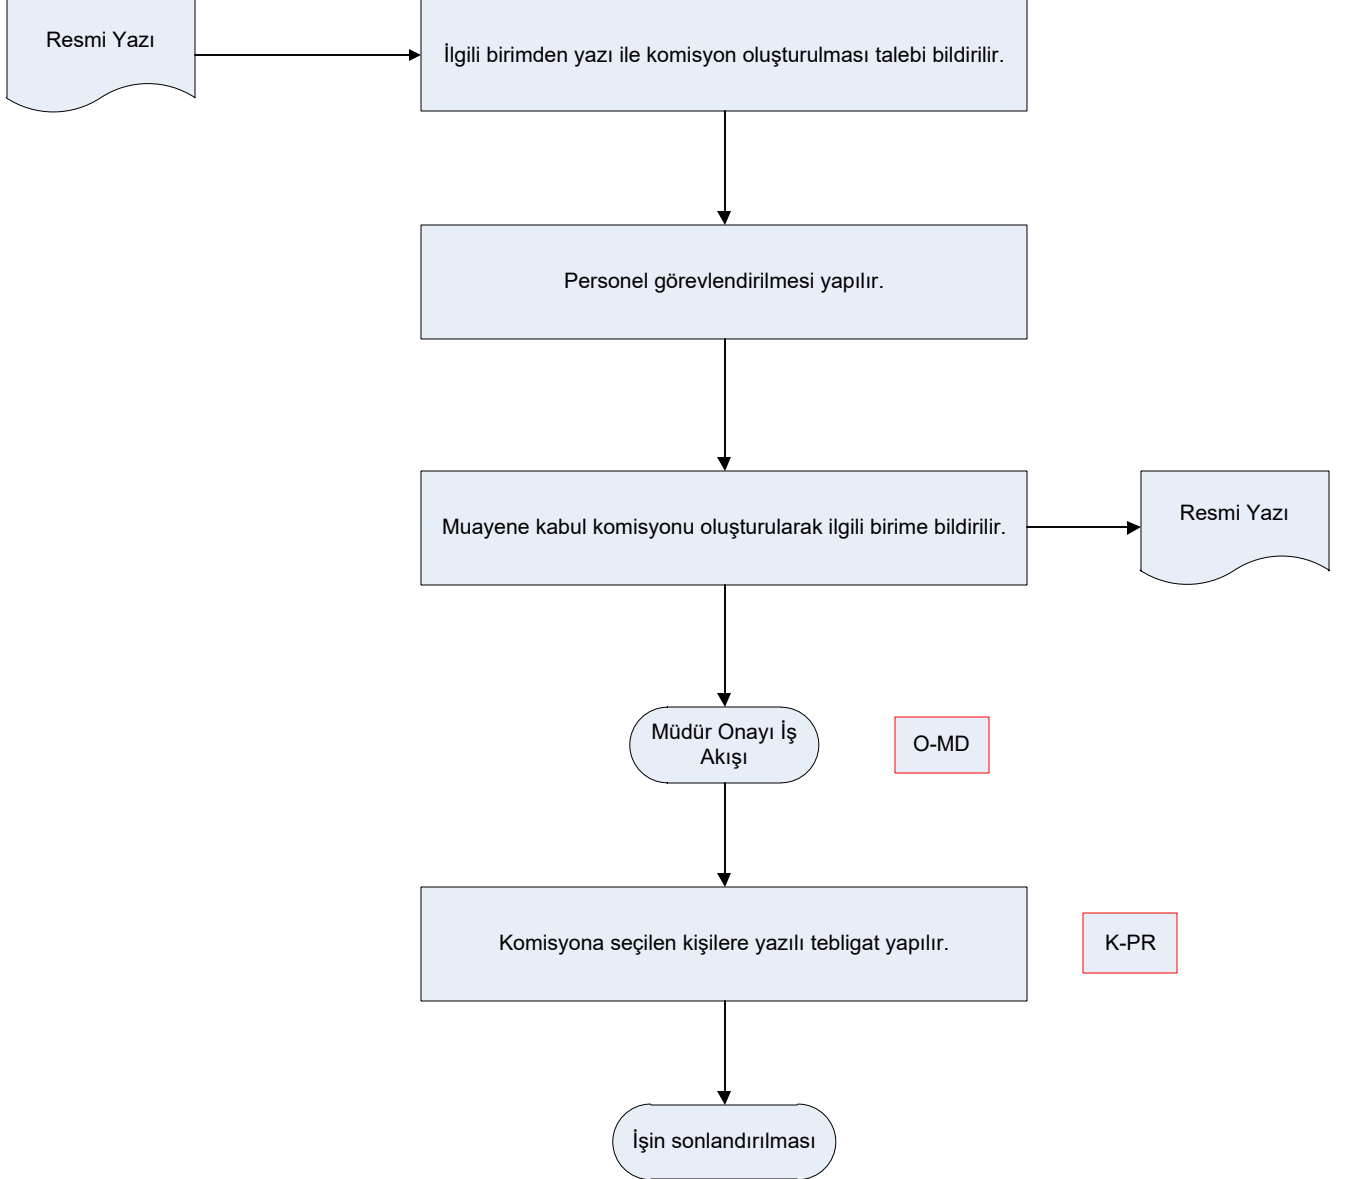 Resmi Yazı
İlgili birimden yazı ile komisyon oluşturulması talebi bildirilir.
Personel görevlendirilmesi yapılır.
Muayene kabul komisyonu oluşturularak ilgili birime bildirilir.
Resmi Yazı
Müdür Onayı İş
Akışı
O-MD
Komisyona seçilen kişilere yazılı tebligat yapılır.
K-PR
İşin sonlandırılması